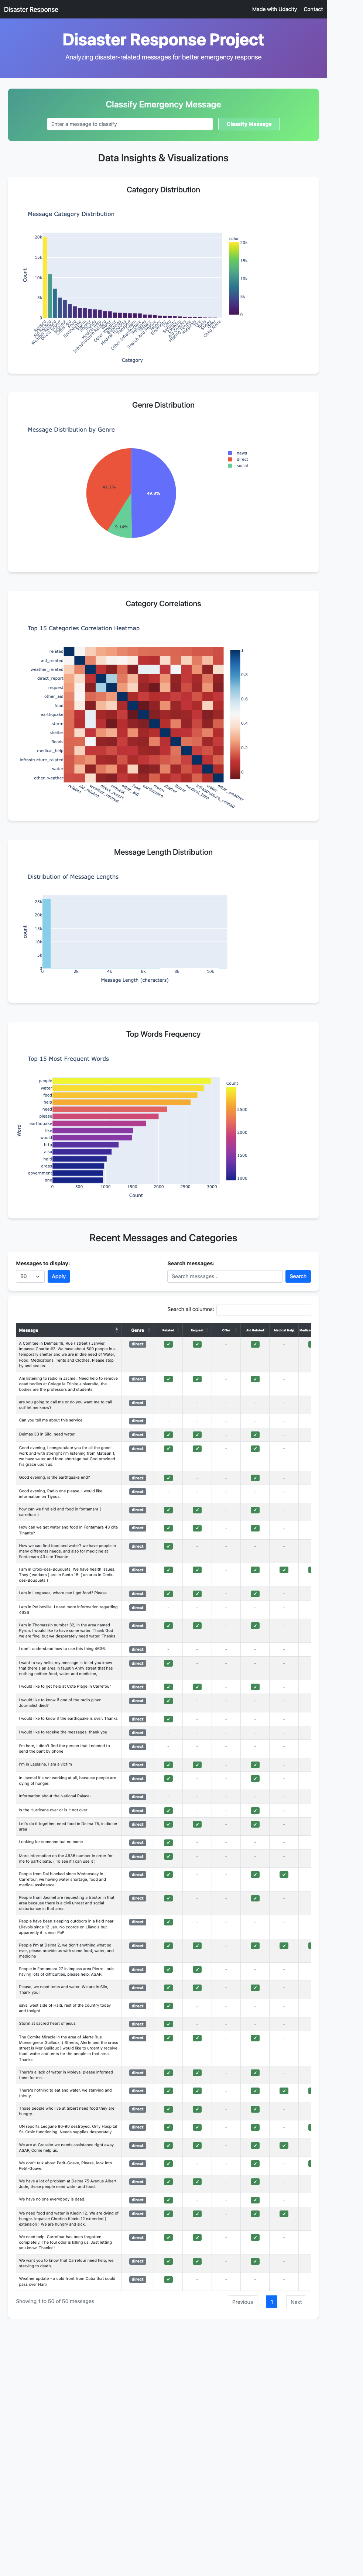 Disaster Response
Made with Udacity
Contact
Disaster Response Project
Analyzing disaster-related messages for better emergency response
Classify Emergency Message
Enter a message to classify
Classify Message
Data Insights & Visualizations
Category Distribution
Message Category Distribution
Count
20k
15k
10k
5k
0
Category
color
20k
15k
10k
5k
0
Genre Distribution
Message Distribution by Genre
49.6%
41.1%
9.14%
news
direct
social
Category Correlations
Top 15 Categories Correlation Heatmap
related
aid_related
weather_related
direct_report
request
other_aid
food
earthquake
storm
shelter
floods
medical_help
infrastructure_related
water
other_weather
related
aid_related
weather_related
direct_report
request
other_aid
food
earthquake
storm
shelter
floods
medical_help
infrastructure_related
water
other_weather
1
0.8
0.6
0.4
0.2
0
Message Length Distribution
Distribution of Message Lengths
count
25k
20k
15k
10k
5k
0
0
2k
4k
6k
8k
10k
Message Length (characters)
Top Words Frequency
Top 15 Most Frequent Words
Word
people
water
food
help
need
please
earthquake
like
would
http
also
haiti
areas
government
one
0
500
1000
1500
2000
2500
3000
Count
Count
2500
2000
1500
1000
Recent Messages and Categories
Messages to display:
50
Apply
Search messages:
Search messages...
Search
Search all columns:
Message
Genre
Related
Request
Offer
Aid Related
Medical Help
A Comitee in Delmas 19, Rue ( street ) Janvier,
Impasse Charite #2. We have about 500 people in a
temporary shelter and we are in dire need of Water,
Food, Medications, Tents and Clothes. Please stop
by and see us.
direct
Am listening to radio in Jacmel. Need help to remove
dead bodies at Colege la Trinite-universite, the
bodies are the professors and students
direct
are you going to call me or do you want me to call
ou? let me know?
direct
Can you tell me about this service
direct
Delmas 33 in Silo, need water.
direct
Good evening, I congratulate you for all the good
work and with strenght I'm listening from Matisan 1,
we have water and food shortage but God provided
his grace upon us.
direct
Good evening, is the earthquake end?
direct
Good evening, Radio one please. I would like
information on Tiyous.
direct
how can we find aid and food in fontamara (
carrefour )
direct
How can we get water and food in Fontamara 43 cite
Tinante?
direct
How we can find food and water? we have people in
many differents needs, and also for medicine at
Fontamara 43 cite Tinante.
direct
I am in Croix-des-Bouquets. We have health issues.
They ( workers ) are in Santo 15. ( an area in Croix-
des-Bouquets )
direct
I am in Leoganes, where can I get food? Please
direct
I am in Petionville. I need more information regarding
4636
direct
I am in Thomassin number 32, in the area named
Pyron. I would like to have some water. Thank God
we are fine, but we desperately need water. Thanks
direct
I don't understand how to use this thing 4636.
direct
I want to say hello, my message is to let you know
that there's an area in faustin Anity street that has
nothing neither food, water and medicine,
direct
I would like to get help at Cote Plage in Carrefour
direct
I would like to know if one of the radio ginen
Journalist died?
direct
I would like to know if the earthquake is over. Thanks
direct
I would like to receive the messages, thank you
direct
I'm here, I didn't find the person that I needed to
send the pant by phone
direct
I'm in Laplaine, I am a victim
direct
in Jacmel it's not working at all, because people are
dying of hunger.
direct
Information about the National Palace-
direct
Is the Hurricane over or is it not over
direct
Let's do it together, need food in Delma 75, in didine
area
direct
Looking for someone but no name
direct
More information on the 4636 number in order for
me to participate. ( To see if I can use it )
direct
People from Dal blocked since Wednesday in
Carrefour, we having water shortage, food and
medical assistance.
direct
People from Jacmel are requesting a tractor in that
area because there is a civil unrest and social
disturbance in that area.
direct
People have been sleeping outdoors in a field near
Lilavois since 12 Jan. No coords on Lilavois but
apparently it is near PaP
direct
People I'm at Delma 2, we don't anything what so
ever, please provide us with some food, water, and
medicine
direct
People in Fontamara 27 in impass area Pierre Louis
having lots of difficulties, please help, ASAP.
direct
Please, we need tents and water. We are in Silo,
Thank you!
direct
says: west side of Haiti, rest of the country today
and tonight
direct
Storm at sacred heart of jesus
direct
direct
There's a lack of water in Moleya, please informed
them for me.
direct
There's nothing to eat and water, we starving and
thirsty.
direct
Those people who live at Sibert need food they are
hungry.
direct
UN reports Leogane 80-90 destroyed. Only Hospital
St. Croix functioning. Needs supplies desperately.
direct
We are at Gressier we needs assistance right away.
ASAP, Come help us.
direct
We don't talk about Petit-Goave, Please, look into
Petit-Goave.
direct
We have a lot of problem at Delma 75 Avenue Albert
Jode, those people need water and food.
direct
We have no one everybody is dead.
direct
We need food and water in Klecin 12. We are dying of
hunger. Impasse Chretien Klecin 12 extended (
extension ) We are hungry and sick.
direct
We need help. Carrefour has been forgotten
completely. The foul odor is killing us. Just letting
you know. Thanks!!
direct
We want you to know that Carrefour need help, we
starving to death.
direct
Weather update - a cold front from Cuba that could
pass over Haiti
direct
Showing 1 to 50 of 50 messages
Previous
1
Next